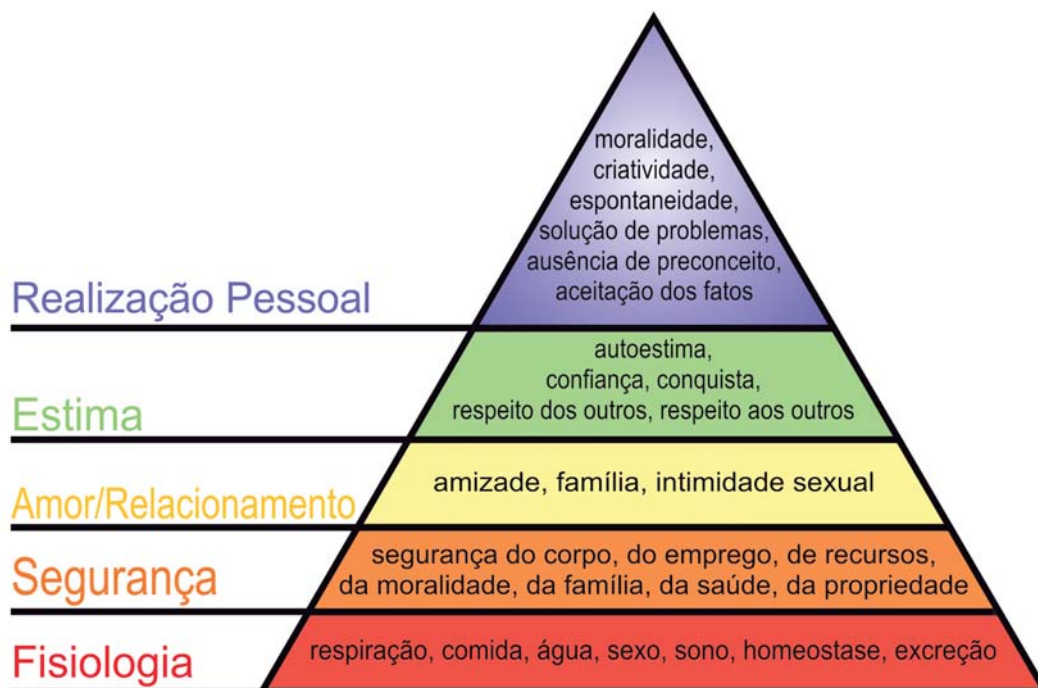 moralidade,
criatividade,
espontaneidade,
solução de problemas,
ausência de preconceito,
aceitação dos fatos
Realização Pessoal
autoestima,
confiança, conquista,
respeito dos outros, respeito aos outros
Estima
amizade, família, intimidade sexual
Amor/Relacionamento
segurança do corpo, do emprego, de recursos,
da moralidade, da família, da saúde, da propriedade
Segurança
respiração, comida, água, sexo, sono, homeostase, excreção
Fisiologia